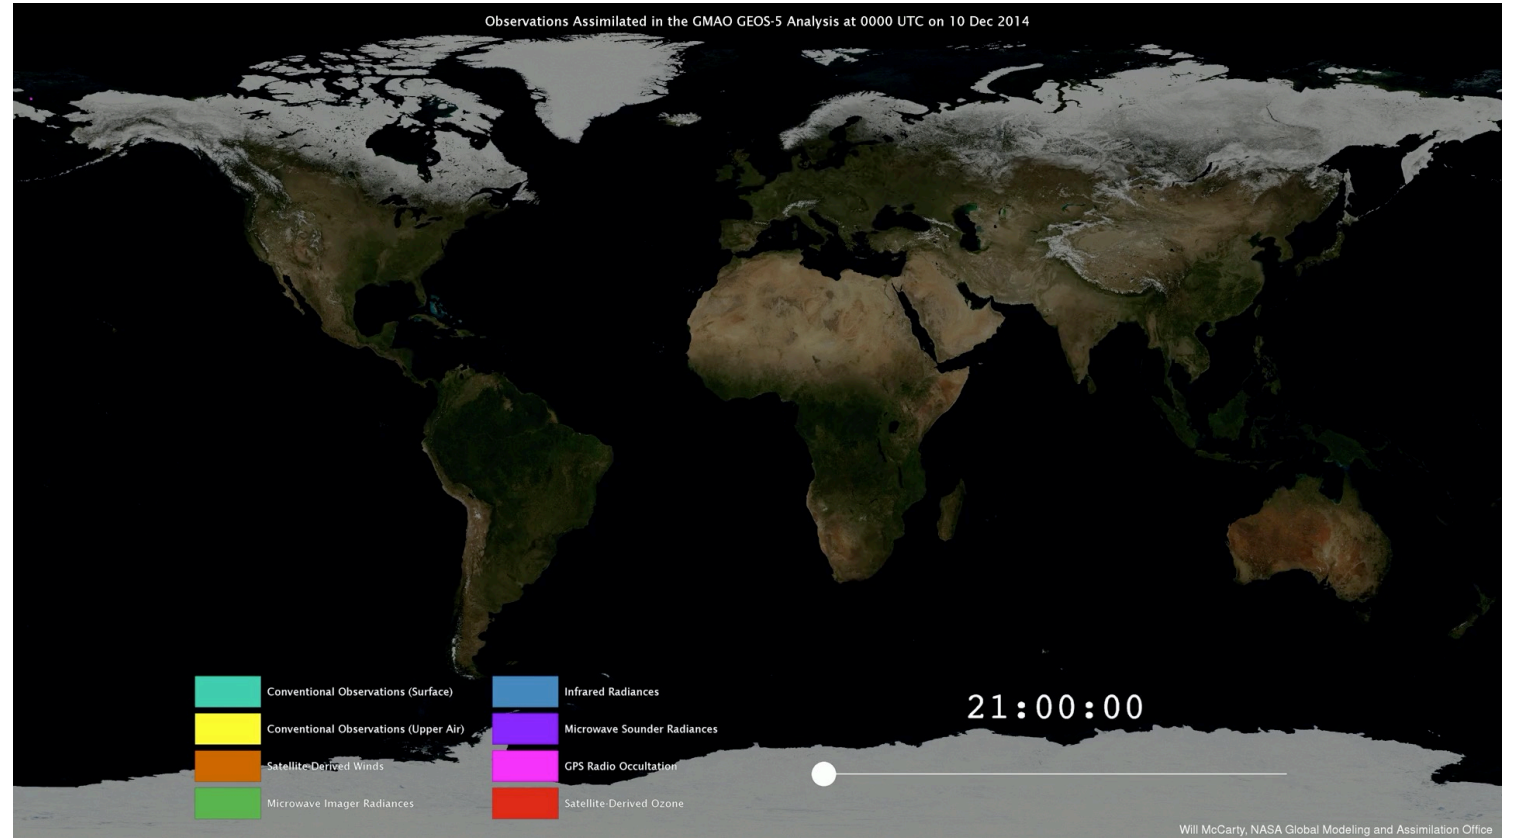 Observations Assimilated in the GMAO GEOS-5 Analysis at 0000 UTC on 10 Dec 2014
Conventional Observations (Surface)
Infrared Radiances
21:00:00
Conventional Observations (Upper Air)
Microwave Sounder Radiances
Satellite-Derived Winds
GPS Radio Occultation
Microwave Imager Radiances
Satellite-Derived Ozone
Will McCarty, NASA Global Modeling and Assimilation Office